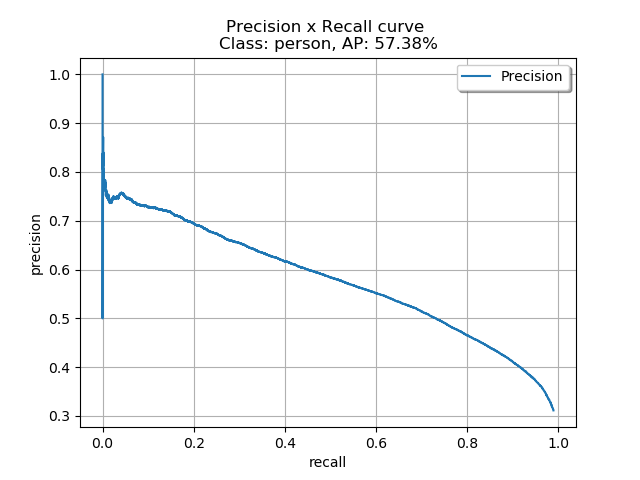 Precision x Recall curve
Class: person, AP: 57.38%
Precision
1.0
0.9
0.8
0.7
0.6
0.5
0.4
0.3
precision
0.0 0.2 0.4 0.6 0.8 1.0
recall